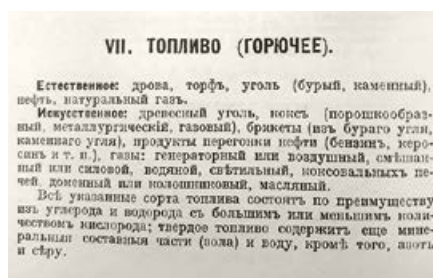 VII. ТОПЛИВО (ГОРЮЧЕЕ).
Естественное: дрова, торфъ, уголь (бурый, каменный),
нефть, натуральный газъ.
Искусственное: древесный уголь, коксъ (порошкообраз-
ный, металлургическій, газовый), брикеты (изъ бураго угля,
каменнаго угля), продукты перегонки нефти (бензинъ, керо-
синъ и т. п.), газы: генераторный или воздушный, смѣшан-
ный или силовой, водяной, свѣтильный, коксовальныхъ пе-
чей, доменный или колошниковый, масляный.
Всѣ указанные сорта топлива состоятъ по преимуществу
изъ углерода и водорода съ большимъ или меньшимъ коли-
чествомъ кислорода; твердое топливо содержитъ еще мине-
ральныя составныя части (зола) и воду, кромѣ того, азотъ
и сѣру.